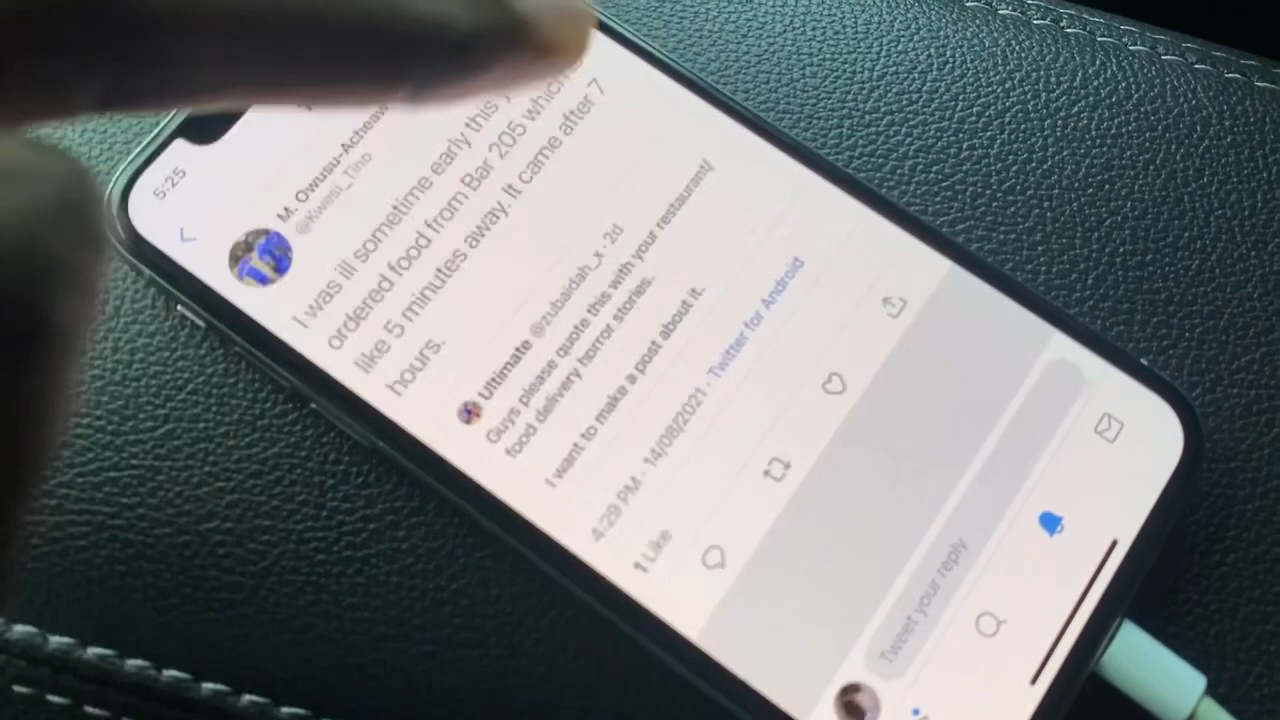 5:25
M. Owusu-Acheaw
@Kwesi_Tino
I was ill sometime early this
ordered food from Bar 205 which
like 5 minutes away. It came after 7
hours.
Ultimate @zubaidah_x · 2d
Guys please quote this with your restaurant/
food delivery horror stories.
I want to make a post about it.
4:29 PM · 14/08/2021 · Twitter for Android
1 Like
Tweet your reply